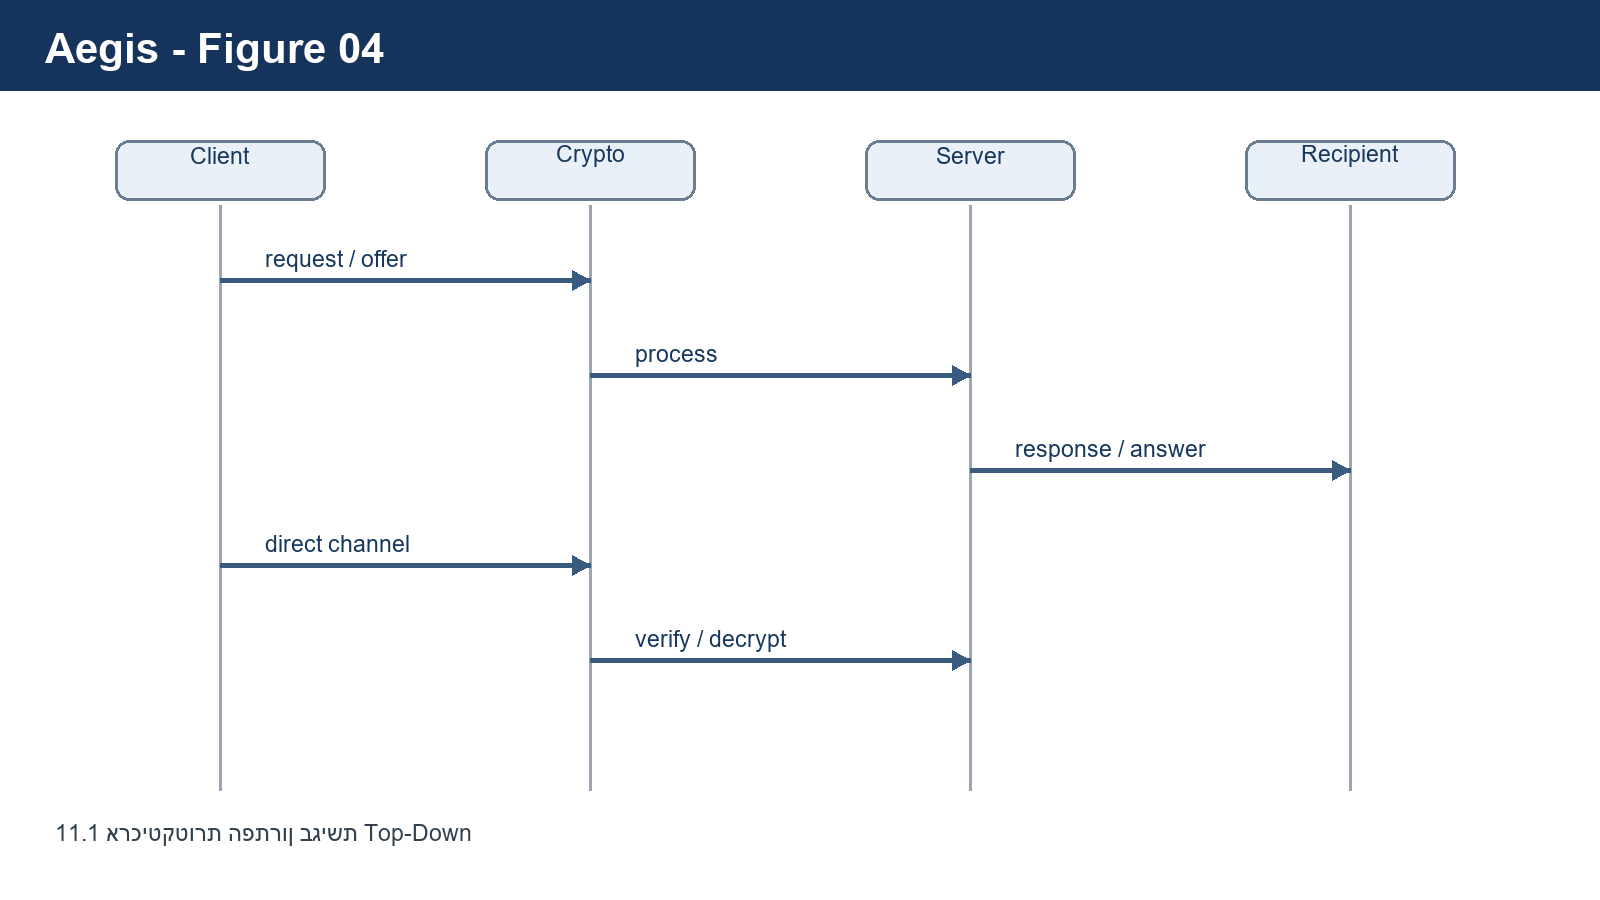 Aegis - Figure 04
Client
Crypto
Server
Recipient
request / offer
process
response / answer
direct channel
verify / decrypt
11.1 ארכיטקטורת הפתרון בגישת Top-Down